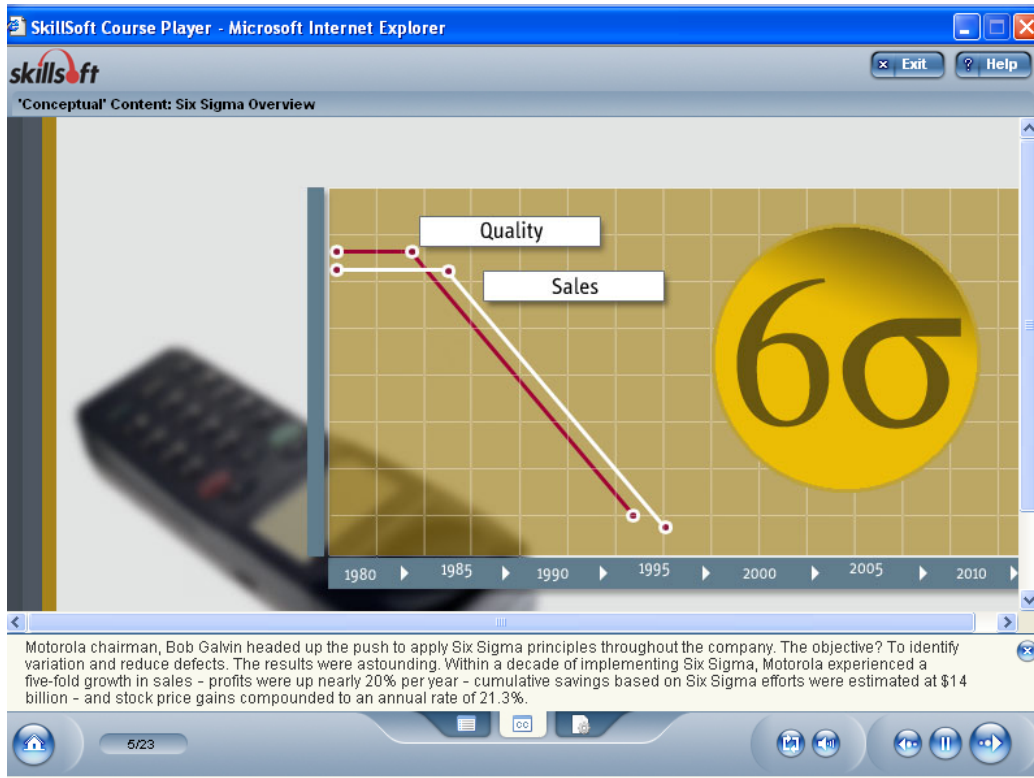 SkillSoft Course Player - Microsoft Internet Explorer
skillsoft
× Exit
? Help
'Conceptual' Content: Six Sigma Overview
Quality
Sales
6σ
1980 1985 1990 1995 2000 2005 2010
Motorola chairman, Bob Galvin headed up the push to apply Six Sigma principles throughout the company. The objective? To identify
variation and reduce defects. The results were astounding. Within a decade of implementing Six Sigma, Motorola experienced a
five-fold growth in sales - profits were up nearly 20% per year - cumulative savings based on Six Sigma efforts were estimated at $14
billion - and stock price gains compounded to an annual rate of 21.3%.
5/23
cc